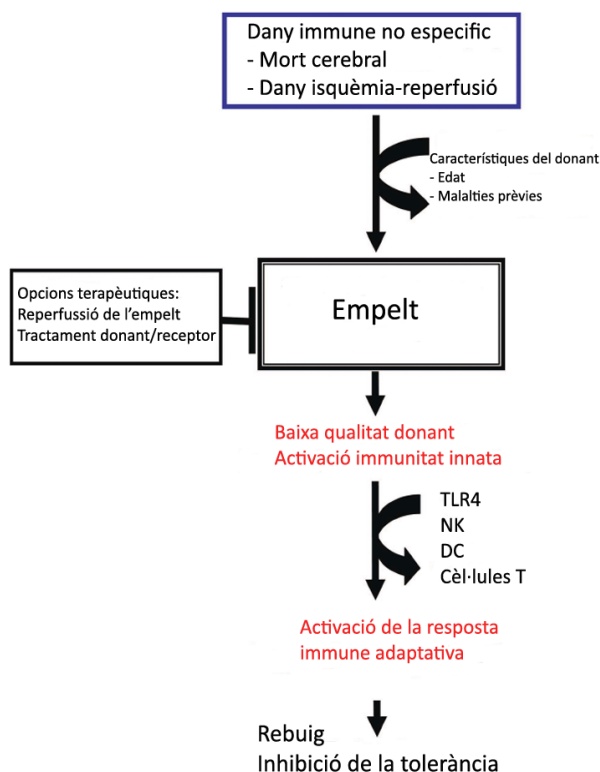 Dany immune no especific
- Mort cerebral
- Dany isquèmia-reperfusió
Característiques del donant
- Edat
- Malalties prèvies
Opcions terapèutiques:
Reperfussió de l'empelt
Tractament donant/receptor
Empelt
Baixa qualitat donant
Activació immunitat innata
TLR4
NK
DC
Cèl·lules T
Activació de la resposta
immune adaptativa
Rebuig
Inhibició de la tolerància